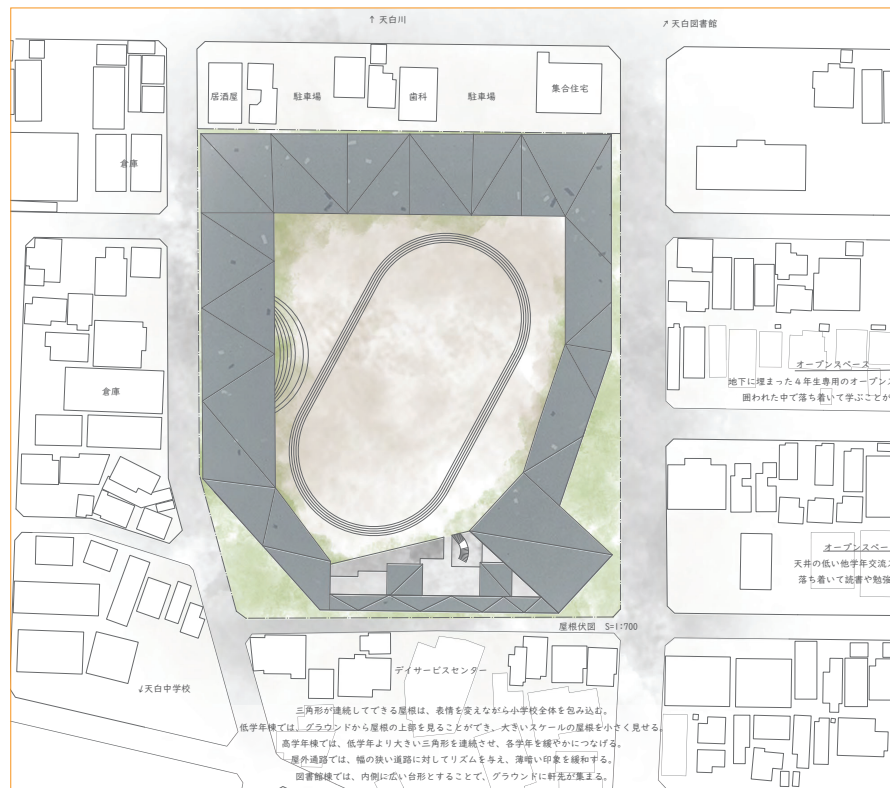 ↑ 天白川
↗ 天白図書館
居酒屋
駐車場
歯科
駐車場
集合住宅
倉庫
倉庫
オープンスペース
地下に埋まった4年生専用のオープンス
囲われた中で落ち着いて学ぶことが
オープンスペー
天井の低い他学年交流
落ち着いて読書や勉強
屋根伏図 S=1:700
デイサービスセンター
↓天白中学校
三角形が連続してできる屋根は、表情を変えながら小学校全体を包み込む。
低学年棟では、グラウンドから屋根の上部を見ることができ、大きいスケールの屋根を小さく見せる。
高学年棟では、低学年より大きい三角形を連続させ、各学年を緩やかにつなげる。
屋外通路では、幅の狭い道路に対してリズムを与え、薄暗い印象を緩和する。
図書館棟では、内側に広い台形とすることで、グラウンドに軒先が集まる。